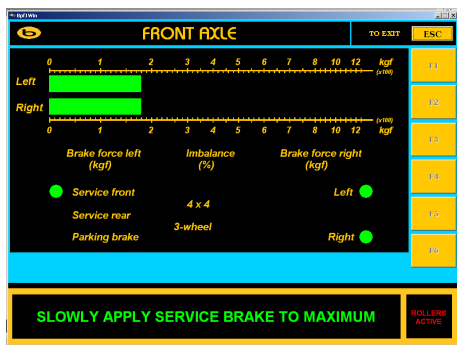 Bpf3Win
FRONT AXLE
TO EXIT
ESC
0 1 2 3 4 5 6 7 8 10 12 kgf
(x100)
Left
Right
(x100)
0 1 2 3 4 5 6 7 8 10 12 kgf
Brake force left Imbalance Brake force right
(kgf) (%) (kgf)
Service front Left
4 x 4
Service rear
3-wheel
Parking brake Right
F1
F2
F3
F4
F5
F6
SLOWLY APPLY SERVICE BRAKE TO MAXIMUM
ROLLERS
ACTIVE